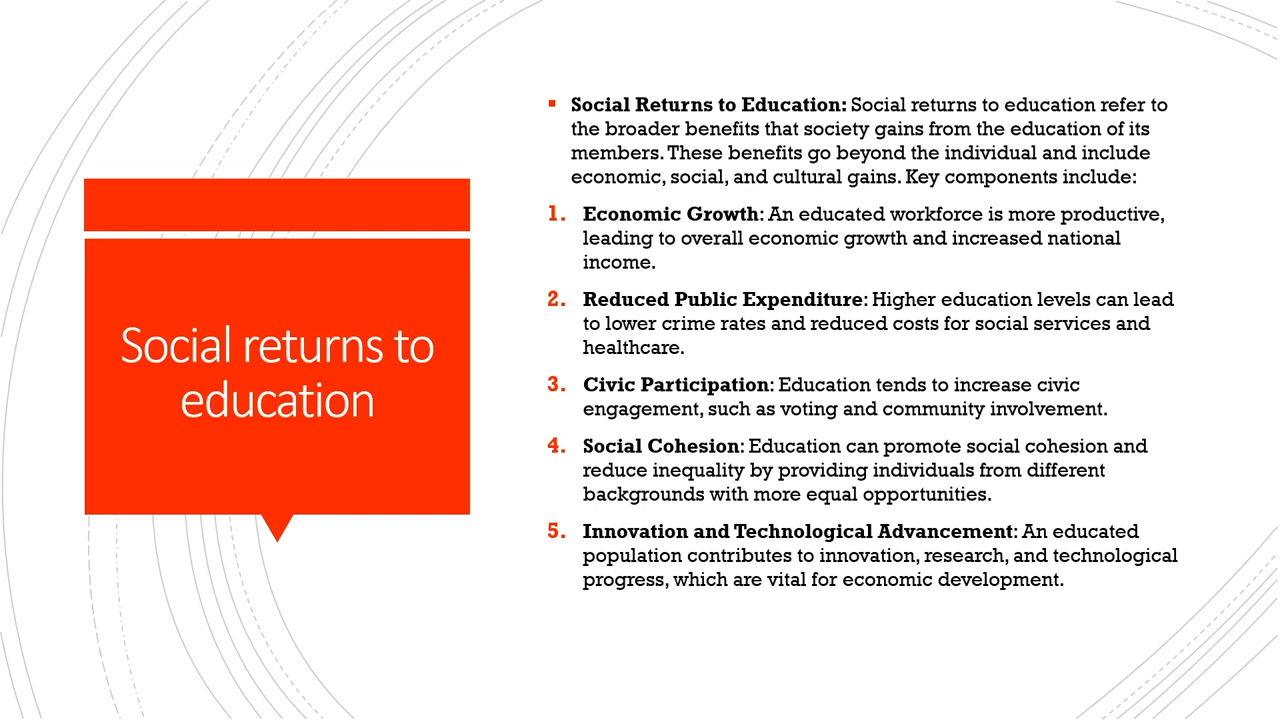 Social returns to
education
▪ Social Returns to Education: Social returns to education refer to
the broader benefits that society gains from the education of its
members. These benefits go beyond the individual and include
economic, social, and cultural gains. Key components include:
1. Economic Growth: An educated workforce is more productive,
leading to overall economic growth and increased national
income.
2. Reduced Public Expenditure: Higher education levels can lead
to lower crime rates and reduced costs for social services and
healthcare.
3. Civic Participation: Education tends to increase civic
engagement, such as voting and community involvement.
4. Social Cohesion: Education can promote social cohesion and
reduce inequality by providing individuals from different
backgrounds with more equal opportunities.
5. Innovation and Technological Advancement: An educated
population contributes to innovation, research, and technological
progress, which are vital for economic development.